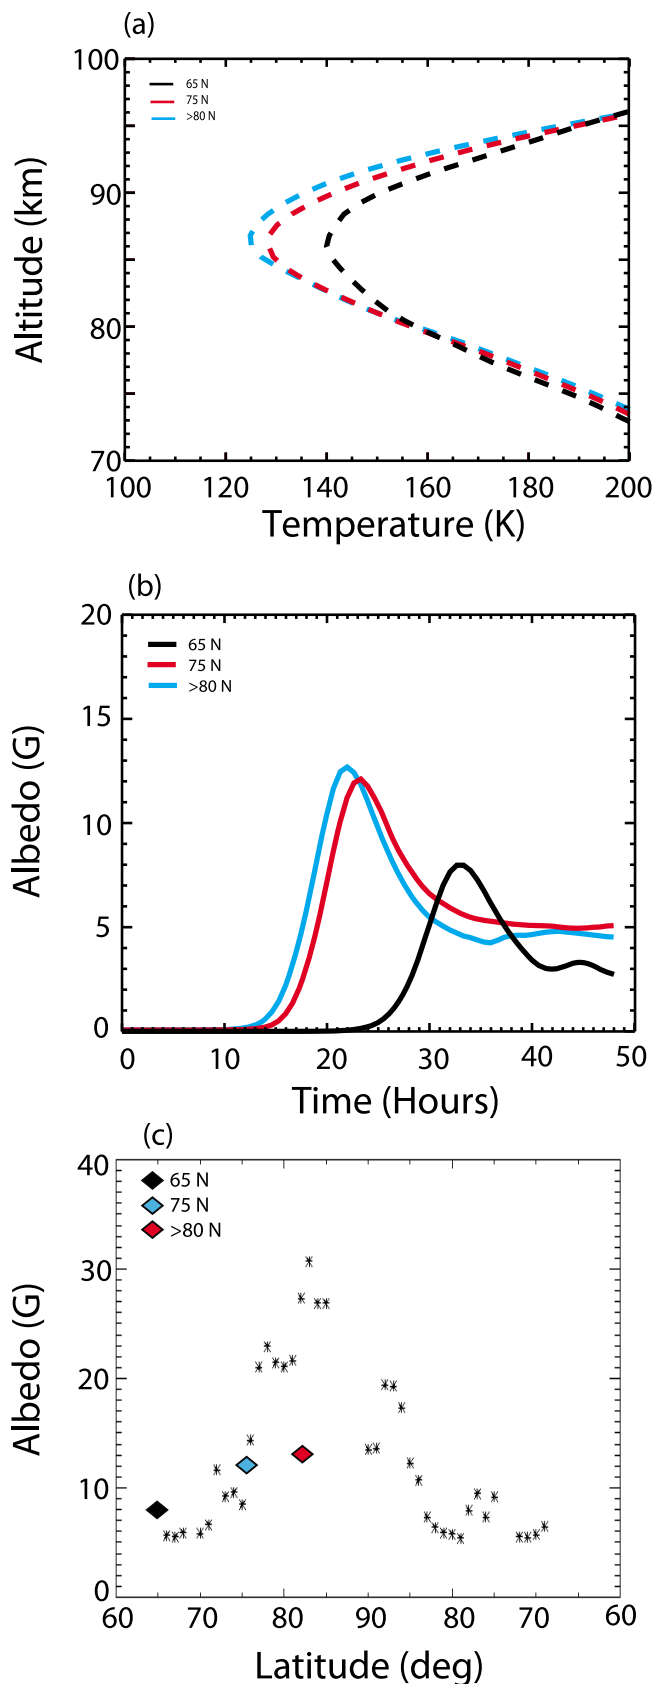 (a)
100
90
80
70
Altitude (km)
65 N
75 N
>80 N
100 120 140 160 180 200
Temperature (K)
(b)
20
15
10
5
0
Albedo (G)
65 N
75 N
>80 N
0 10 20 30 40 50
Time (Hours)
(c)
40
30
20
10
0
Albedo (G)
65 N
75 N
>80 N
60 70 80 90 80 70 60
Latitude (deg)